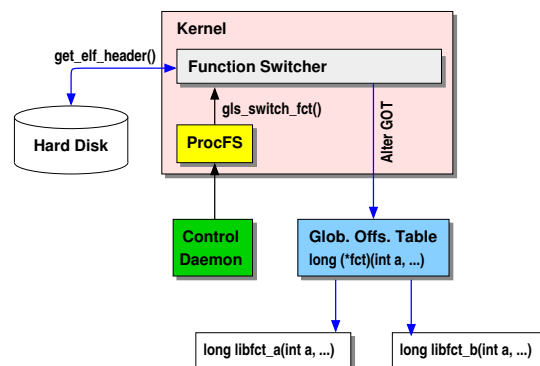 Kernel
get_elf_header()
Function Switcher
gls_switch_fct()
Alter GOT
Hard Disk
ProcFS
Control
Daemon
Glob. Offs. Table
long (*fct)(int a, ...)
long libfct_a(int a, ...)
long libfct_b(int a, ...)